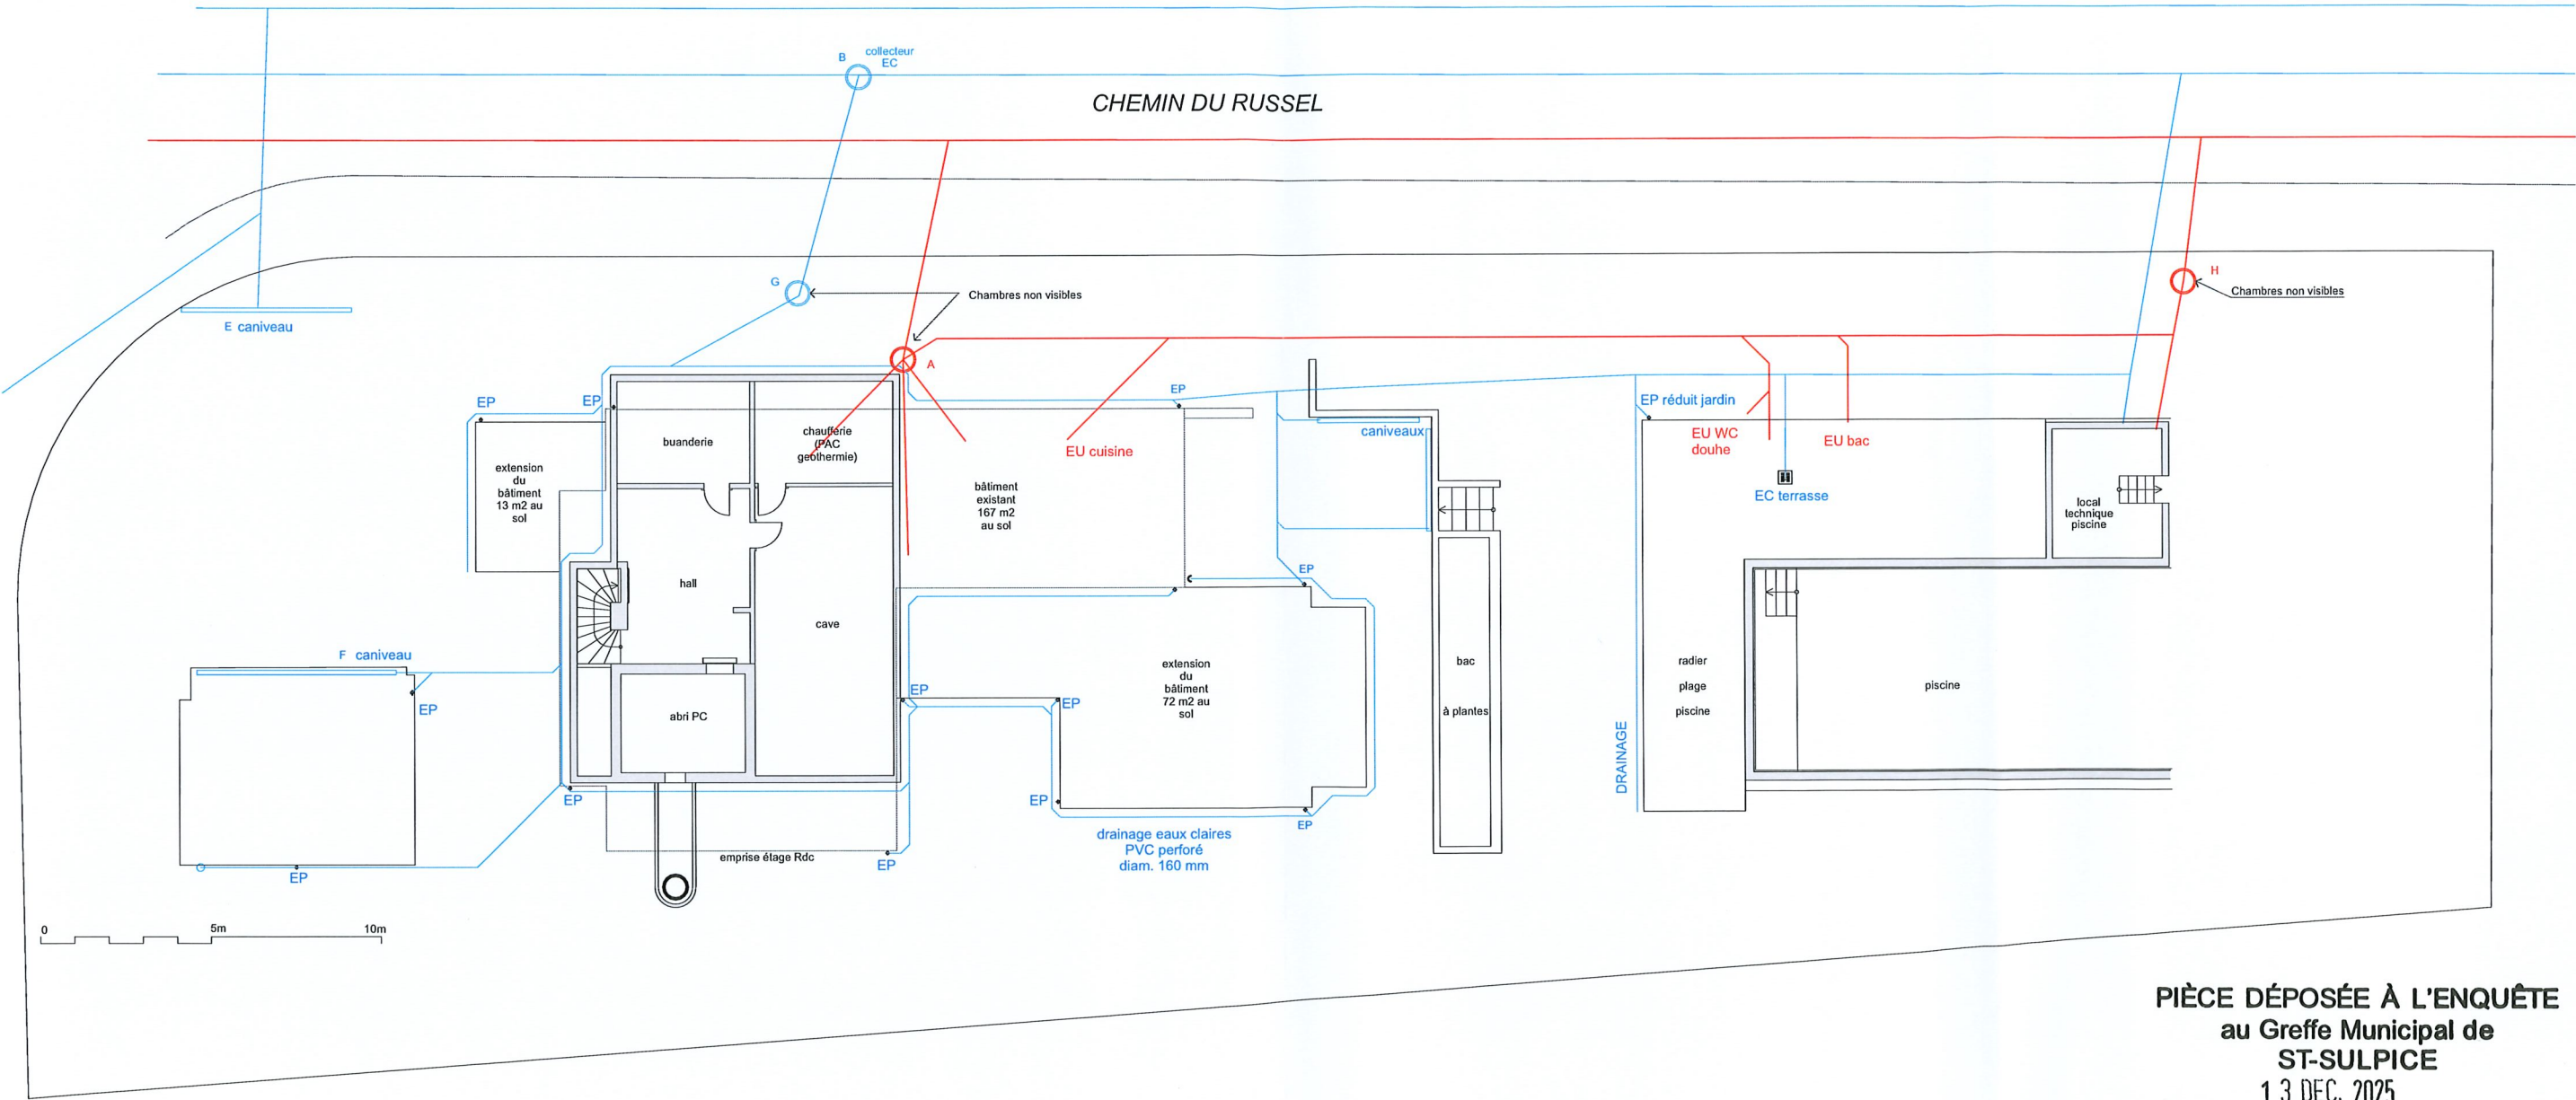 B
collecteur
EC
CHEMIN DU RUSSEL
G
Chambres non visibles
H
Chambres non visibles
E caniveau
A
EP
EP
EP
EP réduit jardin
buanderie
chaufferie
(PAC
geothermie)
EU cuisine
caniveaux
EU WC
douhe
EU bac
extension
du
bâtiment
13 m2 au
sol
bâtiment
existant
167 m2
au sol
EC terrasse
local
technique
piscine
hall
EP
cave
F caniveau
extension
du
bâtiment
72 m2 au
sol
bac
à plantes
radier
plage
piscine
piscine
EP
EP
EP
abri PC
DRAINAGE
EP
EP
EP
drainage eaux claires
PVC perforé
diam. 160 mm
emprise étage Rdc
EP
EP
0 5m 10m
PIÈCE DÉPOSÉE À L'ENQUÊTE
au Greffe Municipal de
ST-SULPICE
13 DEC. 2025